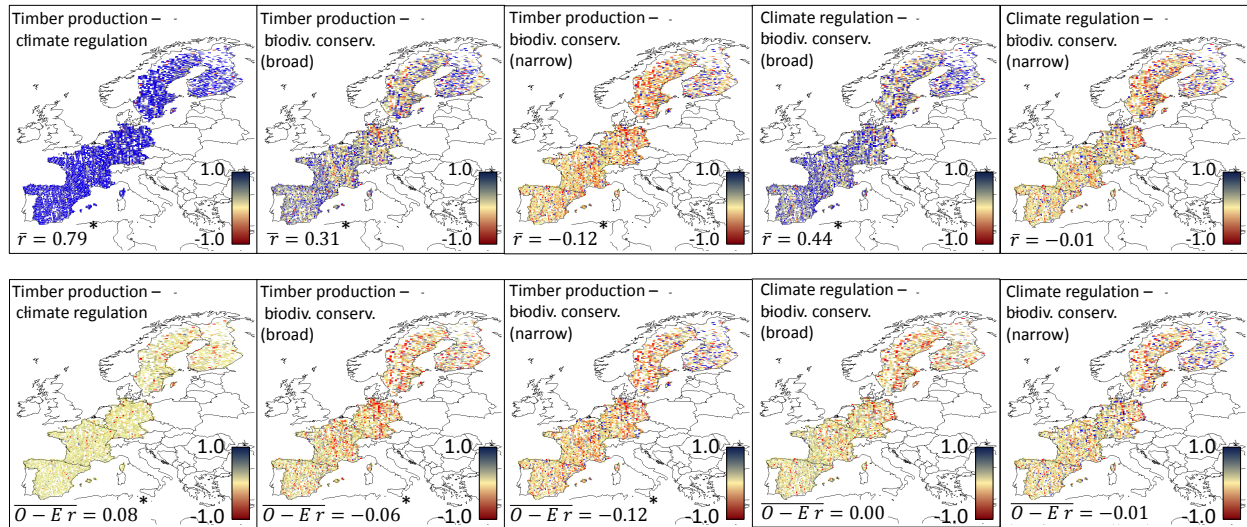 Timber production –
climate regulation
1.0
-1.0
*
r̄ = 0.79
Timber production –
biodiv. conserv.
(broad)
1.0
-1.0
*
r̄ = 0.31
Timber production –
biodiv. conserv.
(narrow)
1.0
-1.0
*
r̄ = −0.12
Climate regulation –
biodiv. conserv.
(broad)
1.0
-1.0
*
r̄ = 0.44
Climate regulation –
biodiv. conserv.
(narrow)
1.0
-1.0
r̄ = −0.01
Timber production –
climate regulation
1.0
-1.0
*
O − E r = 0.08
Timber production –
biodiv. conserv.
(broad)
1.0
-1.0
*
O − E r = −0.06
Timber production –
biodiv. conserv.
(narrow)
1.0
-1.0
*
O − E r = −0.12
Climate regulation –
biodiv. conserv.
(broad)
1.0
-1.0
O − E r = 0.00
Climate regulation –
biodiv. conserv.
(narrow)
1.0
-1.0
O − E r = −0.01